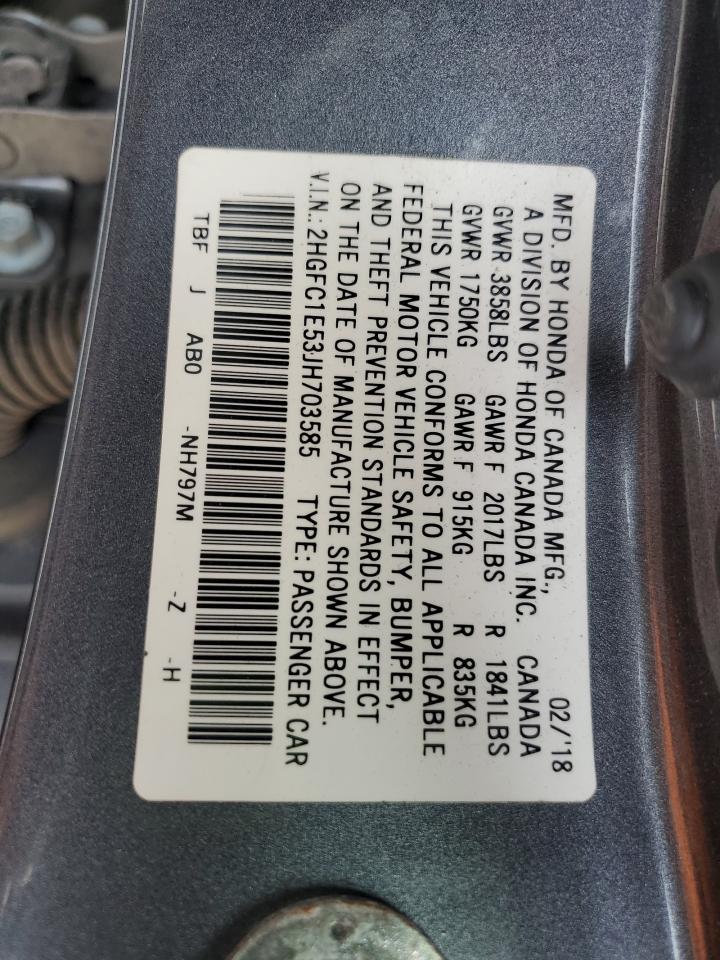 MFD. BY HONDA OF CANADA MFG., 02/'18
A DIVISION OF HONDA CANADA INC. CANADA
GVWR 3858LBS GAWR F 2017LBS R 1841LBS
GVWR 1750KG GAWR F 915KG R 835KG
THIS VEHICLE CONFORMS TO ALL APPLICABLE
FEDERAL MOTOR VEHICLE SAFETY, BUMPER,
AND THEFT PREVENTION STANDARDS IN EFFECT
ON THE DATE OF MANUFACTURE SHOWN ABOVE.
V.I.N.: 2HGFC1E53JH703585 TYPE: PASSENGER CAR
TBF J AB0 -NH797M -Z -H